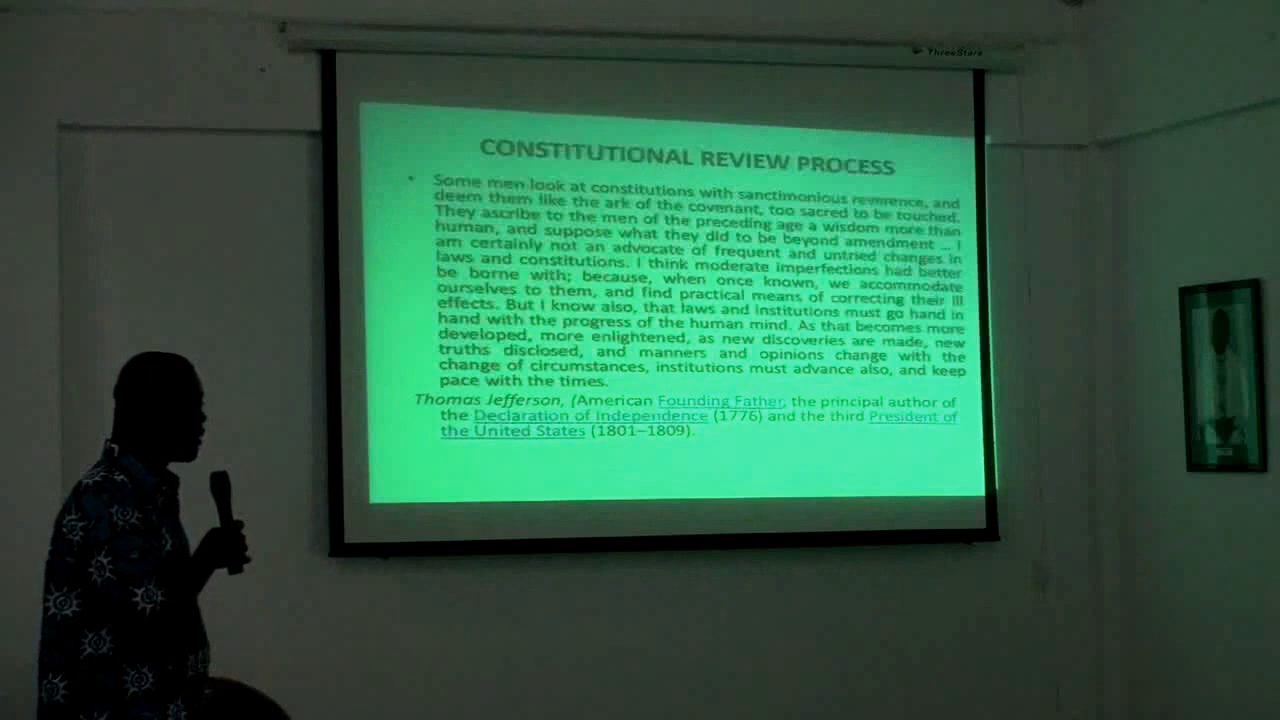 ThreeStars
CONSTITUTIONAL REVIEW PROCESS
• Some men look at constitutions with sanctimonious reverence, and
deem them like the ark of the covenant, too sacred to be touched.
They ascribe to the men of the preceding age a wisdom more than
human, and suppose what they did to be beyond amendment ... I
am certainly not an advocate of frequent and untried changes in
laws and constitutions. I think moderate imperfections had better
be borne with; because, when once known, we accommodate
ourselves to them, and find practical means of correcting their ill
effects. But I know also, that laws and institutions must go hand in
hand with the progress of the human mind. As that becomes more
developed, more enlightened, as new discoveries are made, new
truths disclosed, and manners and opinions change with the
change of circumstances, institutions must advance also, and keep
pace with the times.
Thomas Jefferson, (American Founding Father, the principal author of
the Declaration of Independence (1776) and the third President of
the United States (1801–1809).